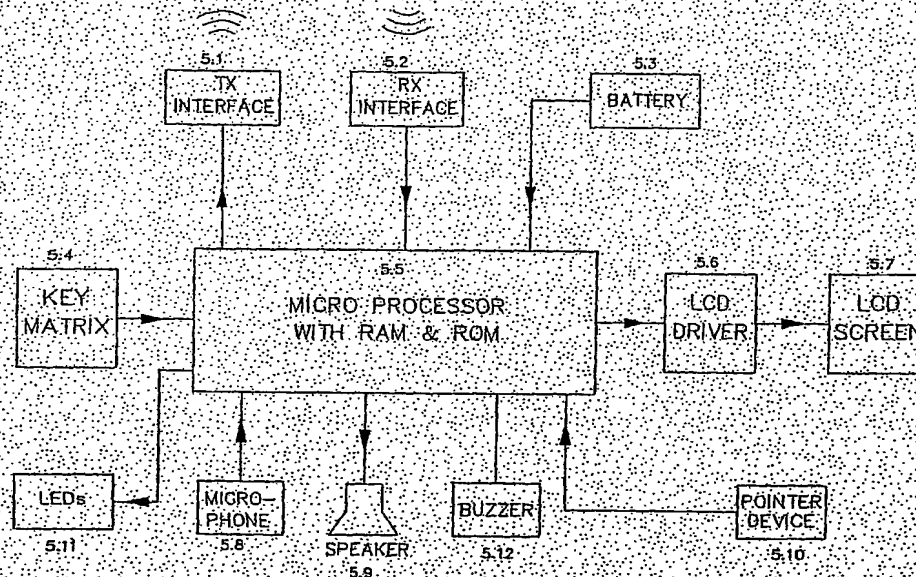 5.1
TX
INTERFACE
5.2
RX
INTERFACE
5.3
BATTERY
5.4
KEY
MATRIX
5.5
MICRO PROCESSOR
WITH RAM & ROM
5.6
LCD
DRIVER
5.7
LCD
SCREEN
LEDs
5.11
MICRO-
PHONE
5.8
SPEAKER
5.9
BUZZER
5.12
POINTER
DEVICE
5.10